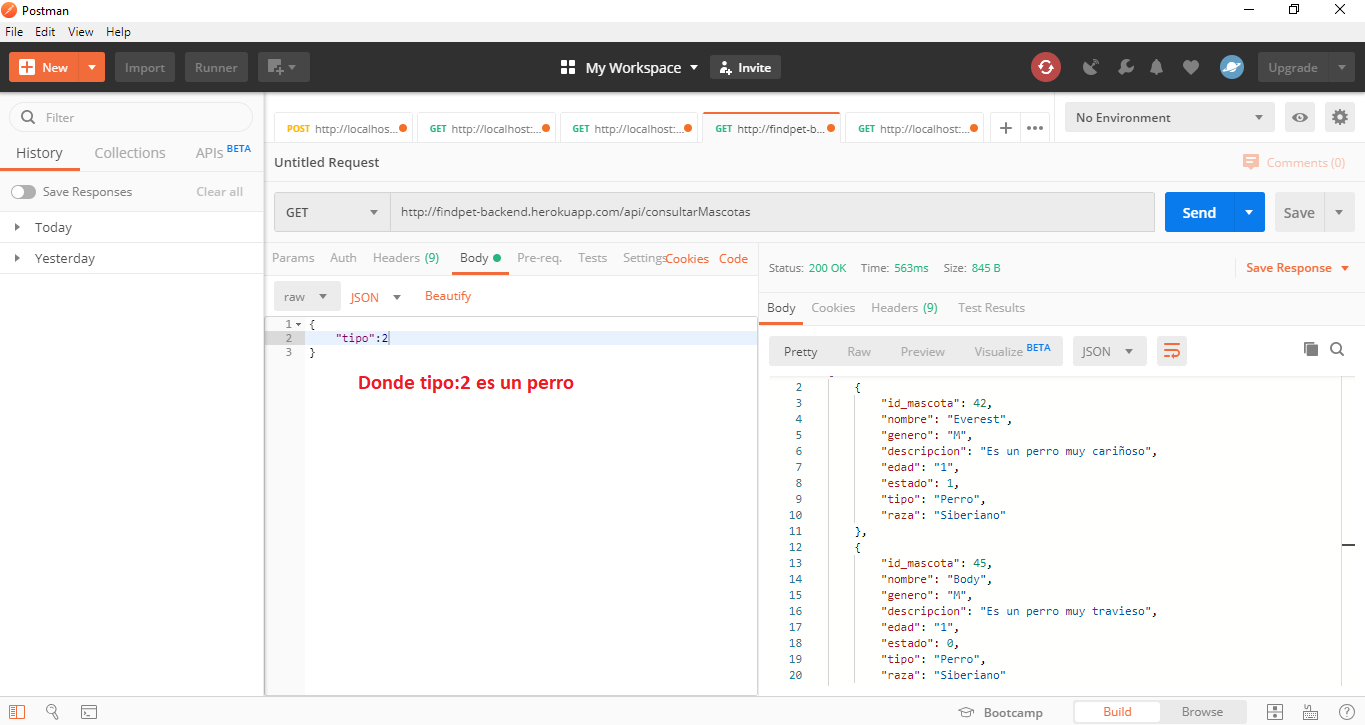 Postman
File Edit View Help
New Import Runner My Workspace Invite Upgrade
Filter
History Collections APIs BETA
Save Responses Clear all
Today
Yesterday
POST http://localhos... GET http://localhost:... GET http://localhost:... GET http://findpet-b... GET http://localhost:... + •••
No Environment
Untitled Request
Comments (0)
GET http://findpet-backend.herokuapp.com/api/consultarMascotas Send Save
Params Auth Headers (9) Body Pre-req. Tests Settings Cookies Code
raw JSON Beautify
1 {
2 "tipo":2
3 }
Donde tipo:2 es un perro
Status: 200 OK Time: 563ms Size: 845 B Save Response
Body Cookies Headers (9) Test Results
Pretty Raw Preview Visualize BETA JSON
2 {
3 "id_mascota": 42,
4 "nombre": "Everest",
5 "genero": "M",
6 "descripcion": "Es un perro muy cariñoso",
7 "edad": "1",
8 "estado": 1,
9 "tipo": "Perro",
10 "raza": "Siberiano"
11 },
12 {
13 "id_mascota": 45,
14 "nombre": "Body",
15 "genero": "M",
16 "descripcion": "Es un perro muy travieso",
17 "edad": "1",
18 "estado": 0,
19 "tipo": "Perro",
20 "raza": "Siberiano"
Bootcamp Build Browse